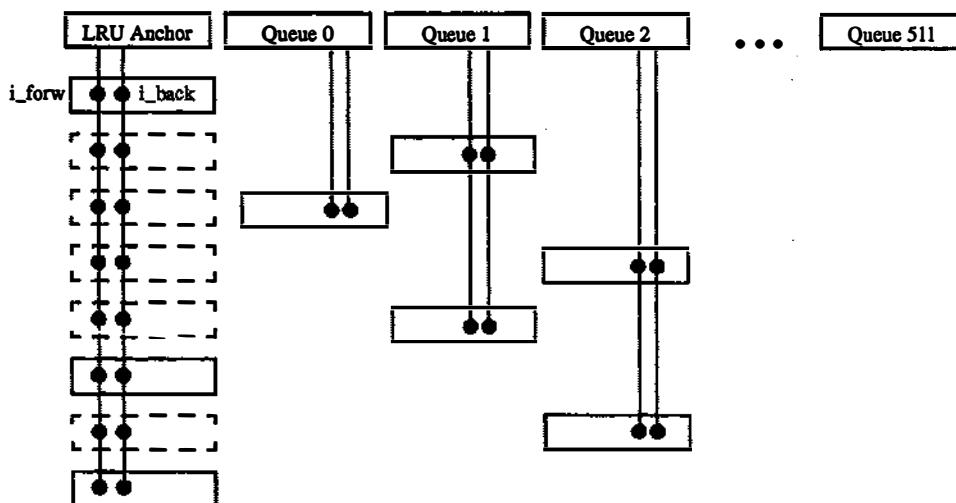 LRU Anchor Queue 0 Queue 1 Queue 2 ••• Queue 511
i_forw i_back